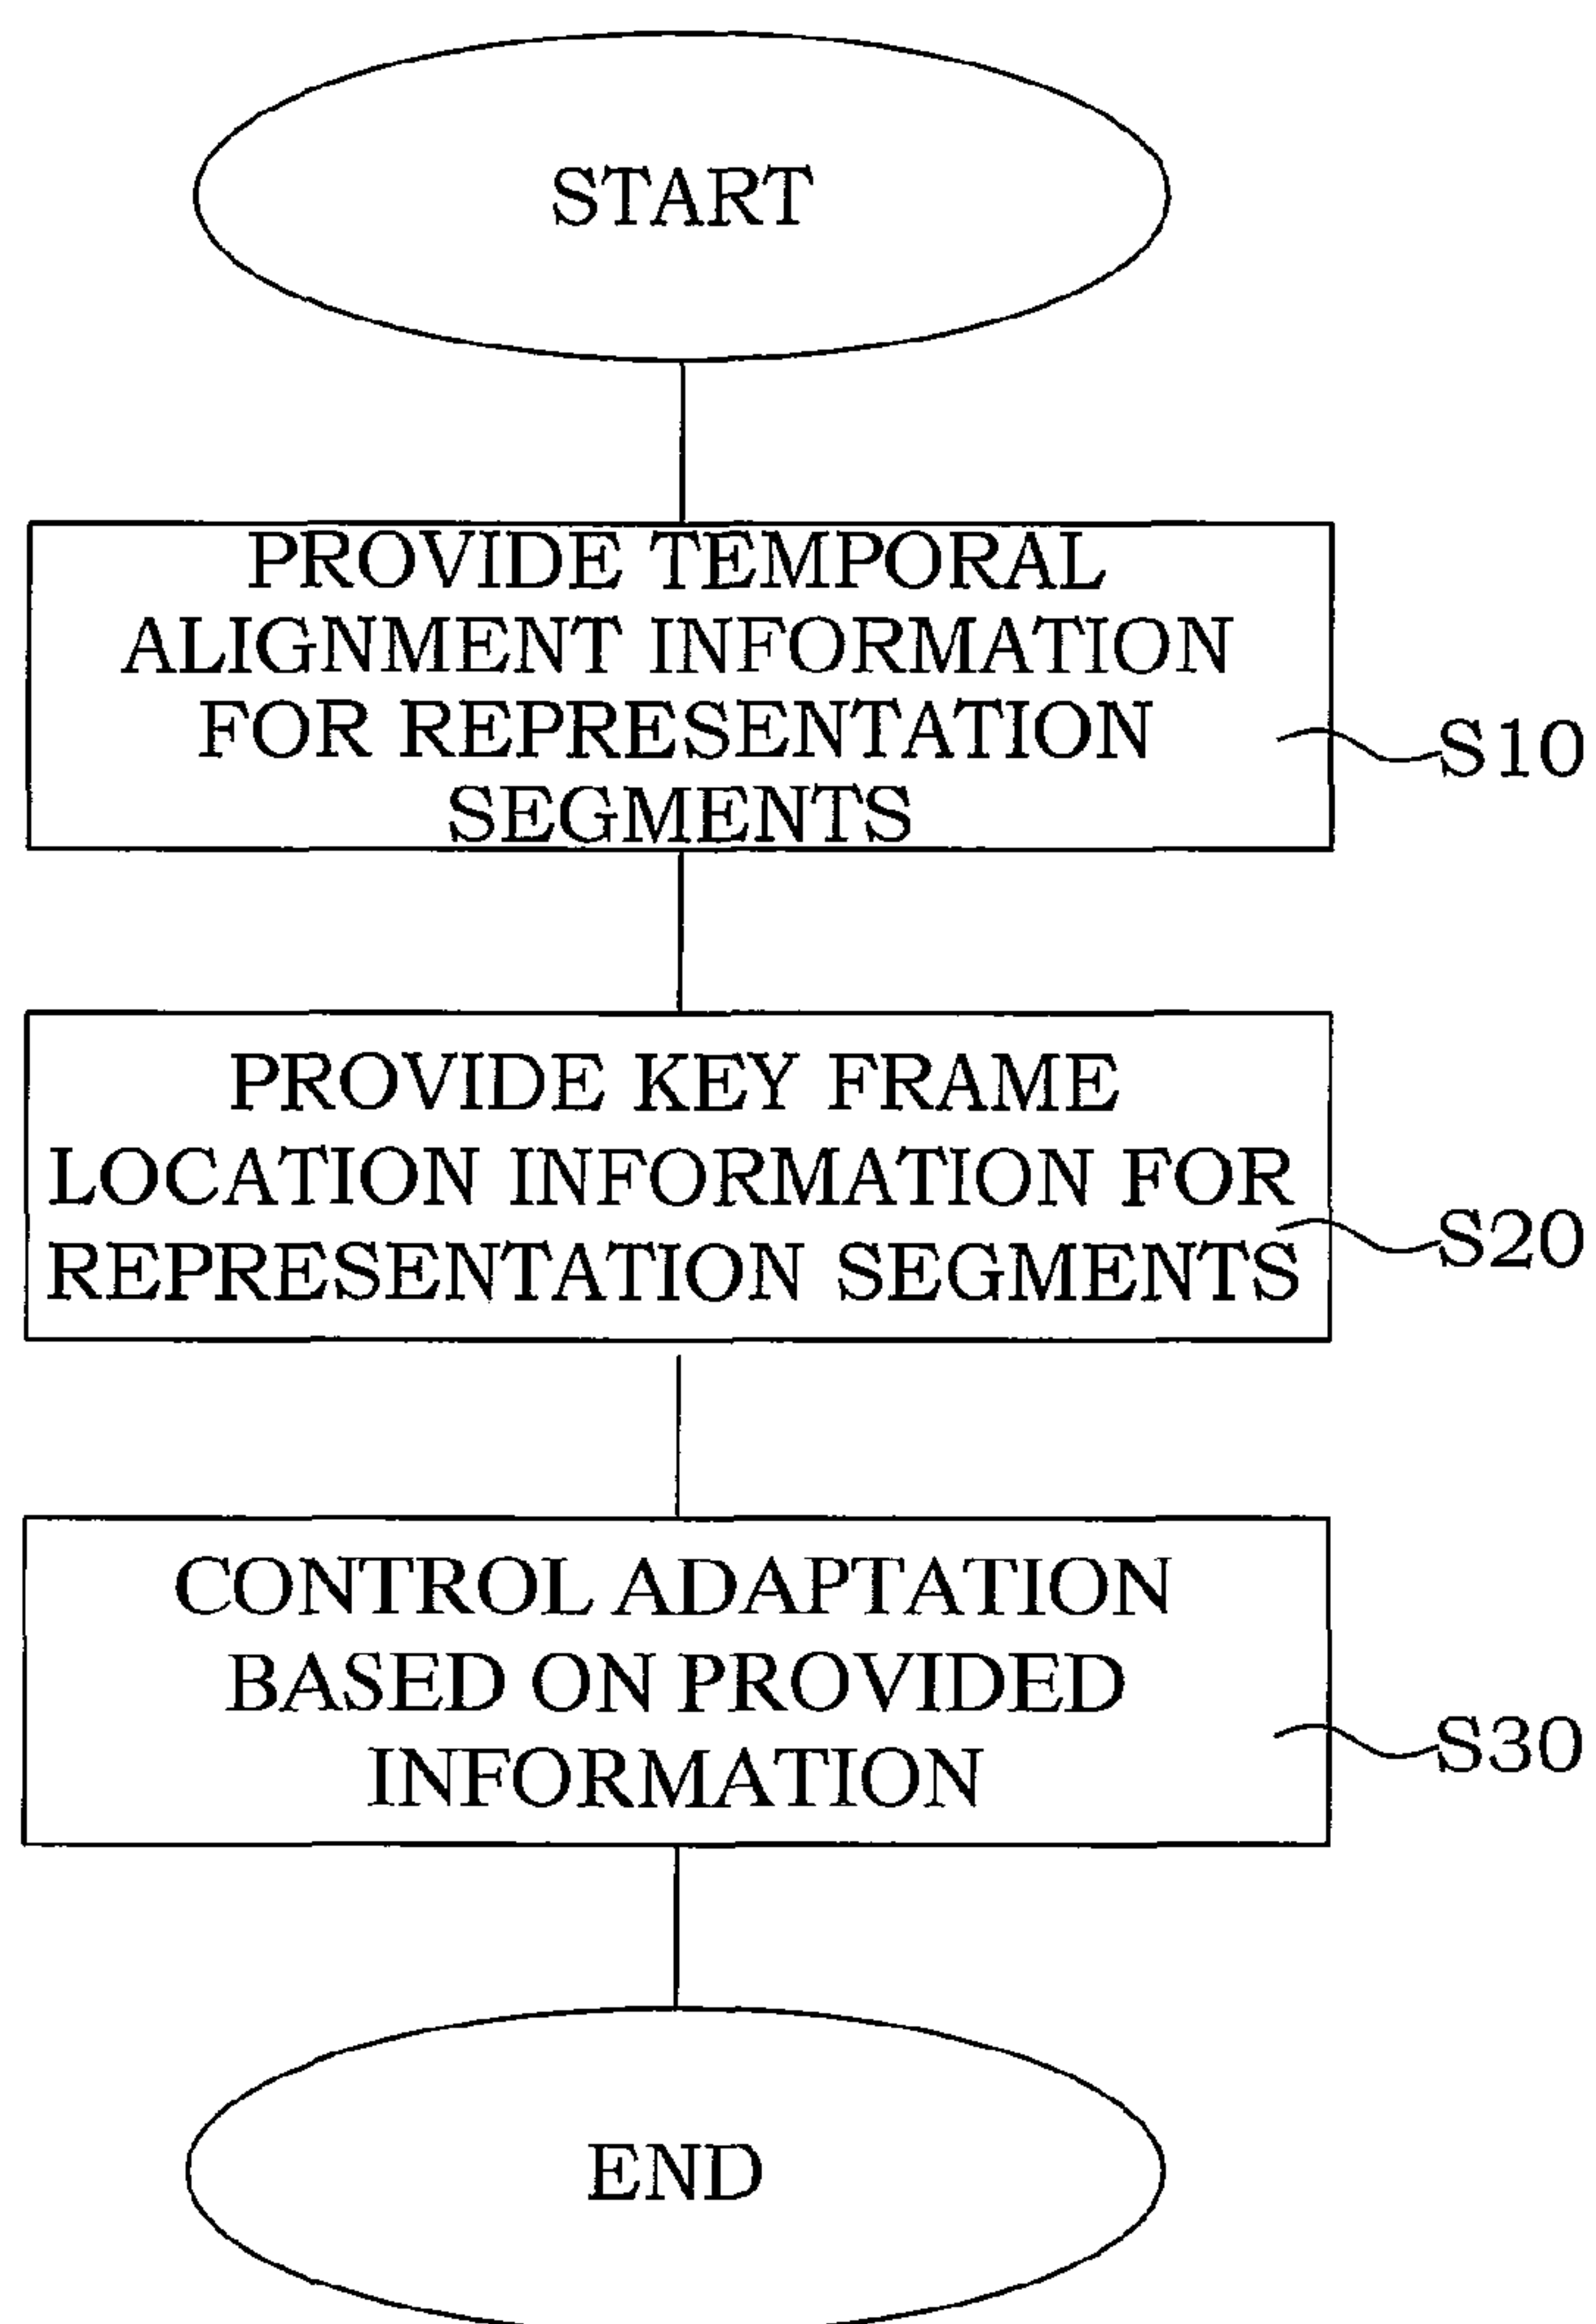 START
PROVIDE TEMPORAL
ALIGNMENT INFORMATION
FOR REPRESENTATION
SEGMENTS
S10
PROVIDE KEY FRAME
LOCATION INFORMATION FOR
REPRESENTATION SEGMENTS
S20
CONTROL ADAPTATION
BASED ON PROVIDED
INFORMATION
S30
END